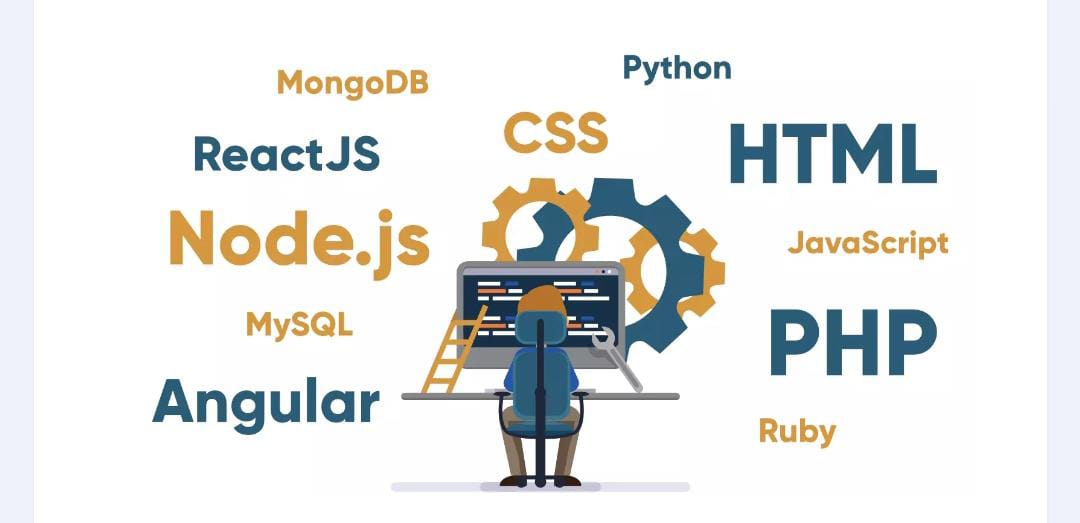 MongoDB
Python
CSS
ReactJS
HTML
Node.js
JavaScript
MySQL
PHP
Angular
Ruby